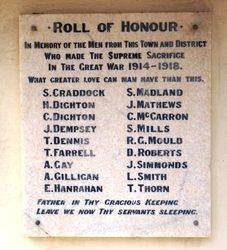 · ROLL OF HONOUR ·
IN MEMORY OF THE MEN FROM THIS TOWN AND DISTRICT
WHO MADE THE SUPREME SACRIFICE
IN THE GREAT WAR 1914-1918.
WHAT GREATER LOVE CAN MAN HAVE THAN THIS.
S. CRADDOCK S. MADLAND
H. DICHTON J. MATHEWS
C. DICHTON C. McCARRON
J. DEMPSEY S. MILLS
T. DENNIS R. G. MOULD
T. FARRELL D. ROBERTS
A. GAY J. SIMMONDS
A. GILLIGAN L. SMITH
E. HANRAHAN T. THORN
FATHER IN THY GRACIOUS KEEPING
LEAVE WE NOW THY SERVANTS SLEEPING.